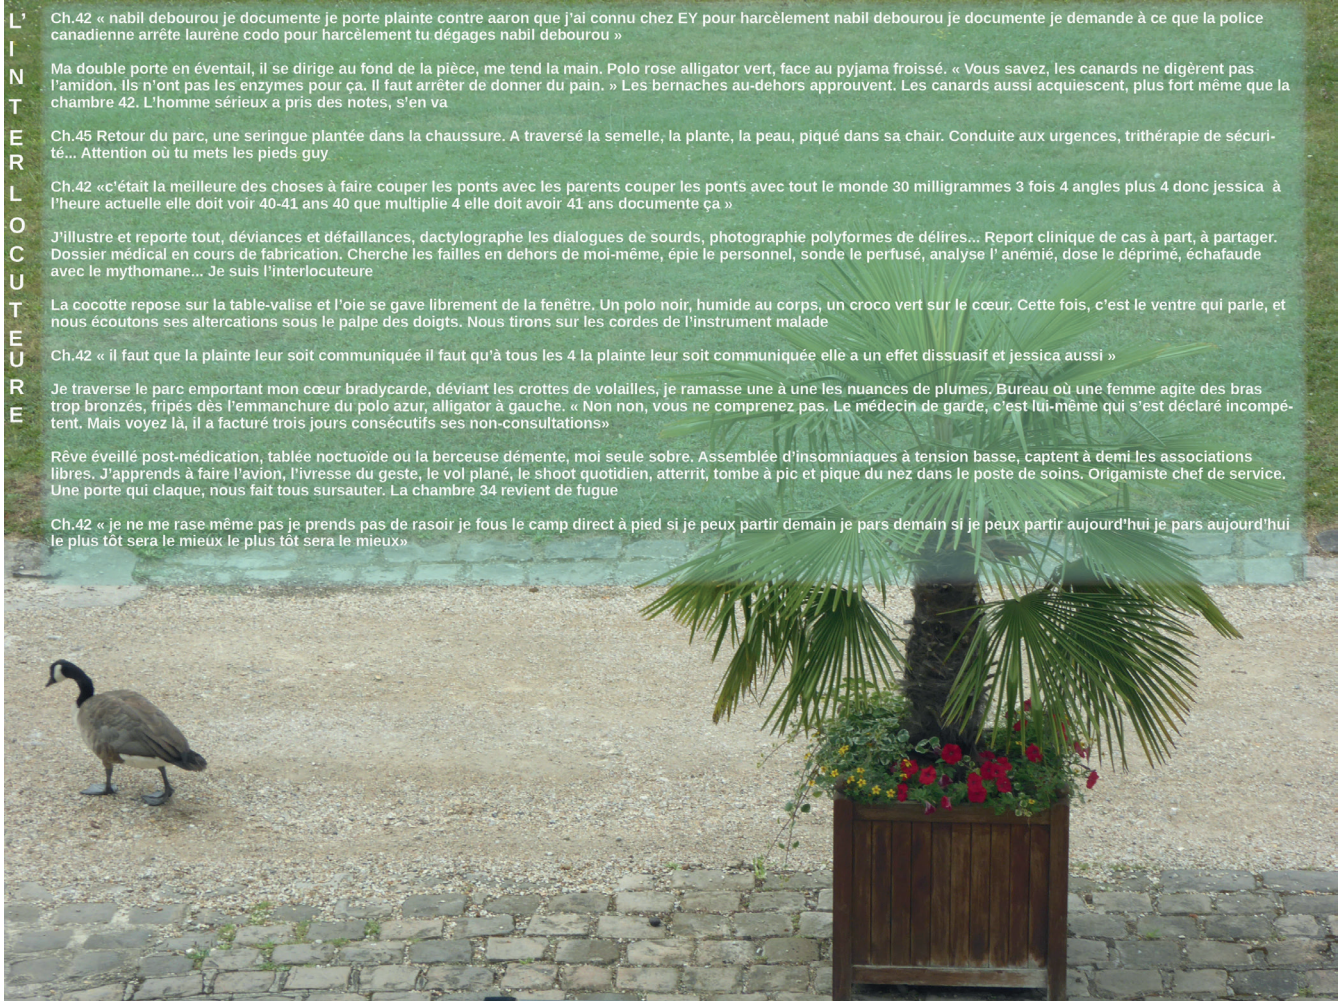 L'INTERLOCUTEURE
Ch.42 « nabil debourou je documente je porte plainte contre aaron que j'ai connu chez EY pour harcèlement nabil debourou je documente je demande à ce que la police
canadienne arrête laurène codo pour harcèlement tu dégages nabil debourou »
Ma double porte en éventail, il se dirige au fond de la pièce, me tend la main. Polo rose alligator vert, face au pyjama froissé. « Vous savez, les canards ne digèrent pas
l'amidon. Ils n'ont pas les enzymes pour ça. Il faut arrêter de donner du pain. » Les bernaches au-dehors approuvent. Les canards aussi acquiescent, plus fort même que la
chambre 42. L'homme sérieux a pris des notes, s'en va
Ch.45 Retour du parc, une seringue plantée dans la chaussure. A traversé la semelle, la plante, la peau, piqué dans sa chair. Conduite aux urgences, trithérapie de sécuri-
té... Attention où tu mets les pieds guy
Ch.42 «c'était la meilleure des choses à faire couper les ponts avec les parents couper les ponts avec tout le monde 30 milligrammes 3 fois 4 angles plus 4 donc jessica  à
l'heure actuelle elle doit voir 40-41 ans 40 que multiplie 4 elle doit avoir 41 ans documente ça »
J'illustre et reporte tout, déviances et défaillances, dactylographe les dialogues de sourds, photographie polyformes de délires... Report clinique de cas à part, à partager.
Dossier médical en cours de fabrication. Cherche les failles en dehors de moi-même, épie le personnel, sonde le perfusé, analyse l' anémié, dose le déprimé, échafaude
avec le mythomane... Je suis l'interlocuteure
La cocotte repose sur la table-valise et l'oie se gave librement de la fenêtre. Un polo noir, humide au corps, un croco vert sur le cœur. Cette fois, c'est le ventre qui parle, et
nous écoutons ses altercations sous le palpe des doigts. Nous tirons sur les cordes de l'instrument malade
Ch.42 « il faut que la plainte leur soit communiquée il faut qu'à tous les 4 la plainte leur soit communiquée elle a un effet dissuasif et jessica aussi »
Je traverse le parc emportant mon cœur bradycarde, déviant les crottes de volailles, je ramasse une à une les nuances de plumes. Bureau où une femme agite des bras
trop bronzés, fripés dès l'emmanchure du polo azur, alligator à gauche. « Non non, vous ne comprenez pas. Le médecin de garde, c'est lui-même qui s'est déclaré incompé-
tent. Mais voyez là, il a facturé trois jours consécutifs ses non-consultations»
Rêve éveillé post-médication, tablée noctuoïde ou la berceuse démente, moi seule sobre. Assemblée d'insomniaques à tension basse, captent à demi les associations
libres. J'apprends à faire l'avion, l'ivresse du geste, le vol plané, le shoot quotidien, atterrit, tombe à pic et pique du nez dans le poste de soins. Origamiste chef de service.
Une porte qui claque, nous fait tous sursauter. La chambre 34 revient de fugue
Ch.42 « je ne me rase même pas je prends pas de rasoir je fous le camp direct à pied si je peux partir demain je pars demain si je peux partir aujourd'hui je pars aujourd'hui
le plus tôt sera le mieux le plus tôt sera le mieux»